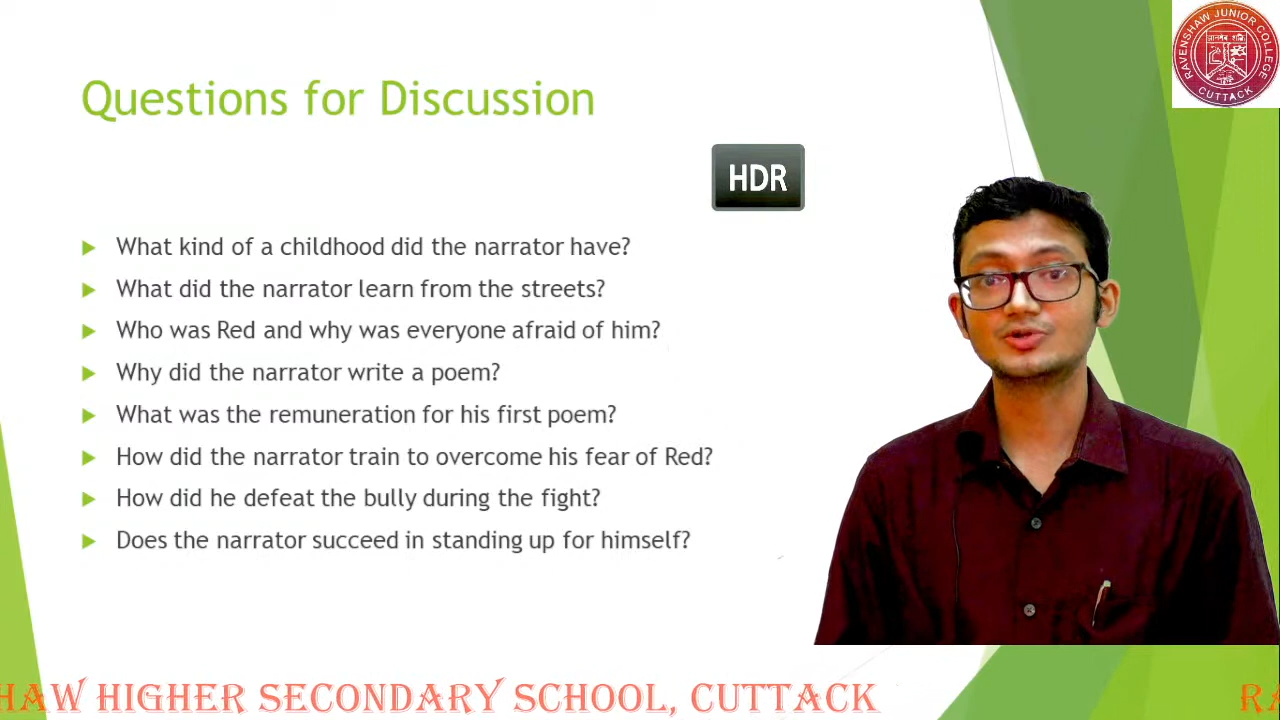 Questions for Discussion
RAVENSHAW JUNIOR COLLEGE
CUTTACK
HDR
What kind of a childhood did the narrator have?
What did the narrator learn from the streets?
Who was Red and why was everyone afraid of him?
Why did the narrator write a poem?
What was the remuneration for his first poem?
How did the narrator train to overcome his fear of Red?
How did he defeat the bully during the fight?
Does the narrator succeed in standing up for himself?
HAW HIGHER SECONDARY SCHOOL, CUTTACK
RA